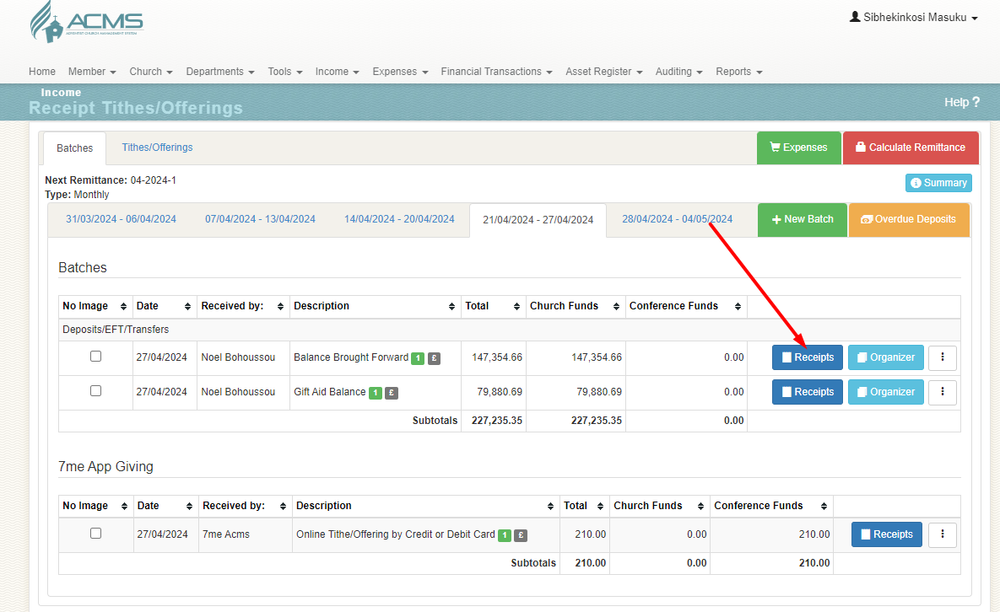 ACMS
ADVENTIST CHURCH MANAGEMENT SYSTEM
Sibhekinkosi Masuku
Home Member Church Departments Tools Income Expenses Financial Transactions Asset Register Auditing Reports
Income
Receipt Tithes/Offerings
Help ?
Batches Tithes/Offerings Expenses Calculate Remittance
Next Remittance: 04-2024-1
Summary
Type: Monthly
31/03/2024 - 06/04/2024 07/04/2024 - 13/04/2024 14/04/2024 - 20/04/2024 21/04/2024 - 27/04/2024 28/04/2024 - 04/05/2024 New Batch Overdue Deposits
Batches
No Image Date Received by: Description Total Church Funds Conference Funds
Deposits/EFT/Transfers
27/04/2024 Noel Bohoussou Balance Brought Forward 1 £ 147,354.66 147,354.66 0.00 Receipts Organizer
27/04/2024 Noel Bohoussou Gift Aid Balance 1 £ 79,880.69 79,880.69 0.00 Receipts Organizer
Subtotals 227,235.35 227,235.35 0.00
7me App Giving
No Image Date Received by: Description Total Church Funds Conference Funds
27/04/2024 7me Acms Online Tithe/Offering by Credit or Debit Card 1 £ 210.00 0.00 210.00 Receipts
Subtotals 210.00 0.00 210.00